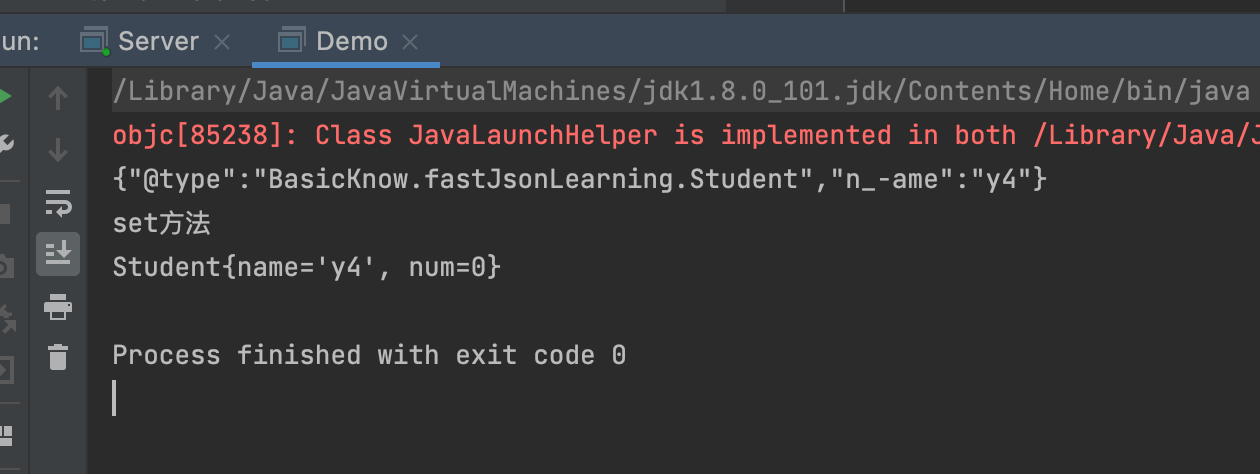 un: Server Demo
/Library/Java/JavaVirtualMachines/jdk1.8.0_101.jdk/Contents/Home/bin/java
objc[85238]: Class JavaLaunchHelper is implemented in both /Library/Java/J
{"@type":"BasicKnow.fastJsonLearning.Student","n_-ame":"y4"}
set方法
Student{name='y4', num=0}
Process finished with exit code 0